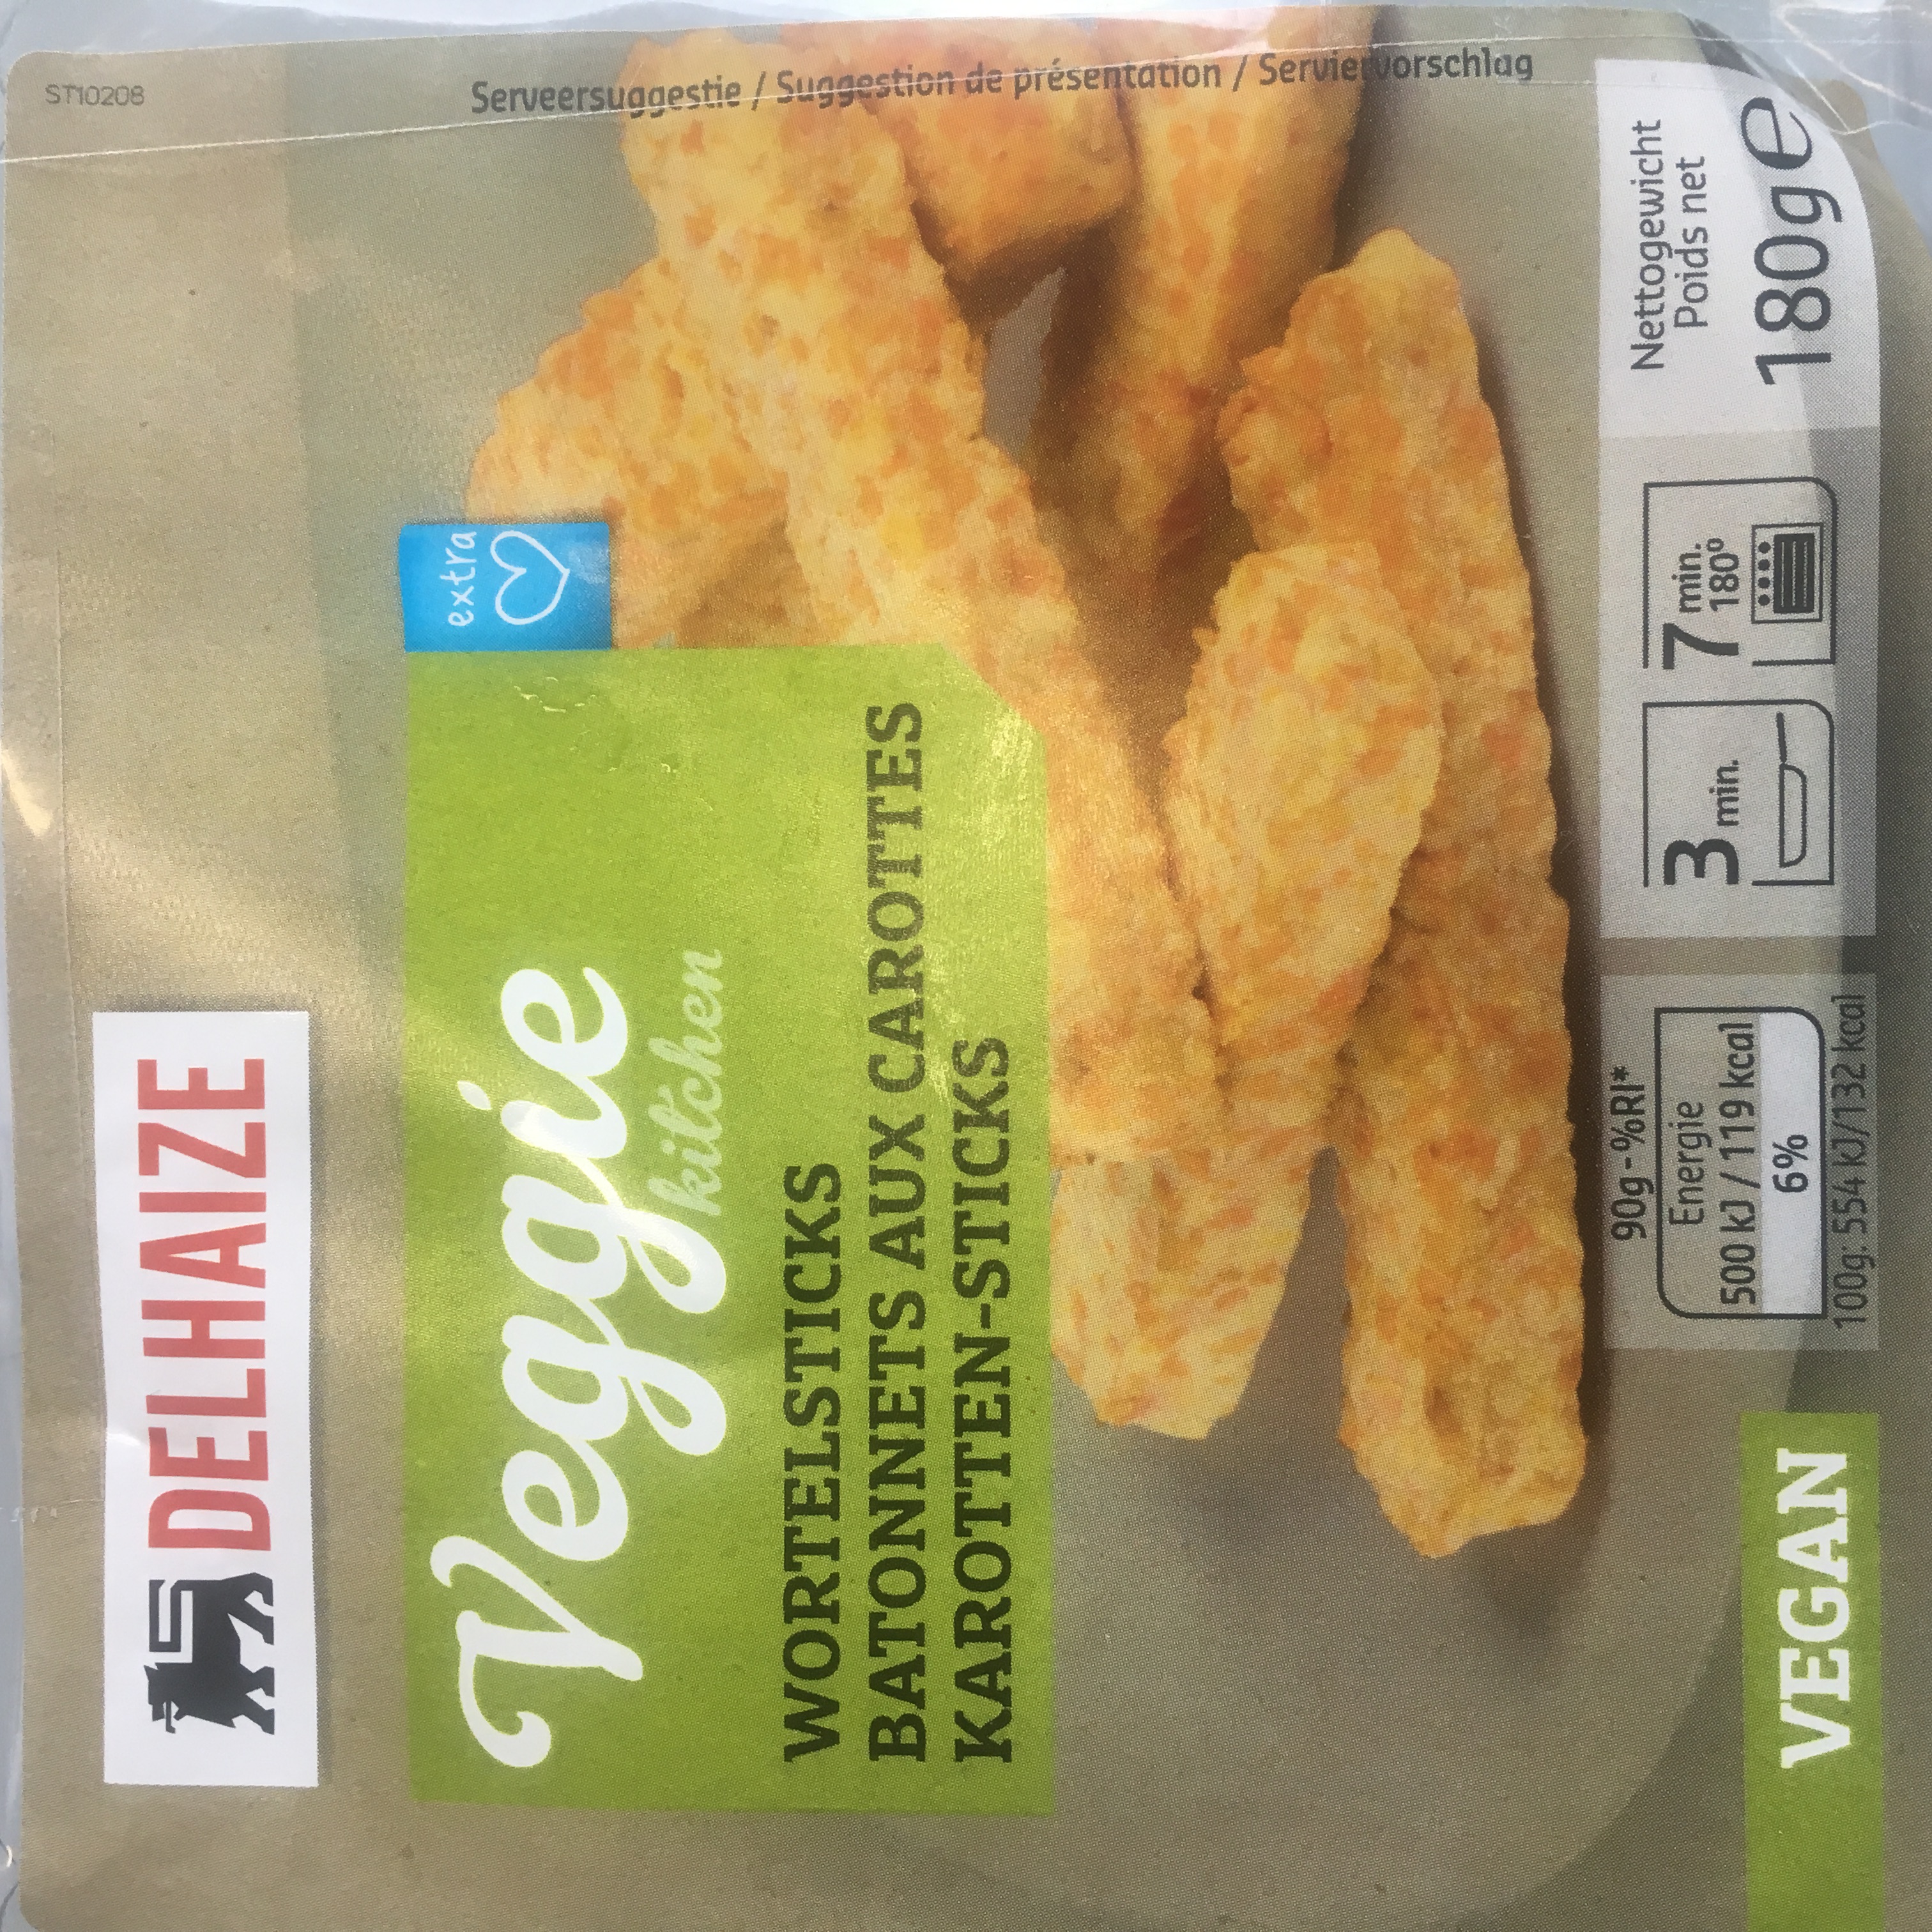 ST10208
DELHAIZE
Veggie
kitchen
extra
WORTELSTICKS
BATONNETS AUX CAROTTES
KAROTTEN-STICKS
Serveersuggestie / Suggestion de présentation / Serviervorschlag
90g-%RI*
Energie
500 kJ / 119 kcal
6%
100g: 554 kJ/132 kcal
3 min.
7 min.
180°
Nettogewicht
Poids net
180g e
VEGAN